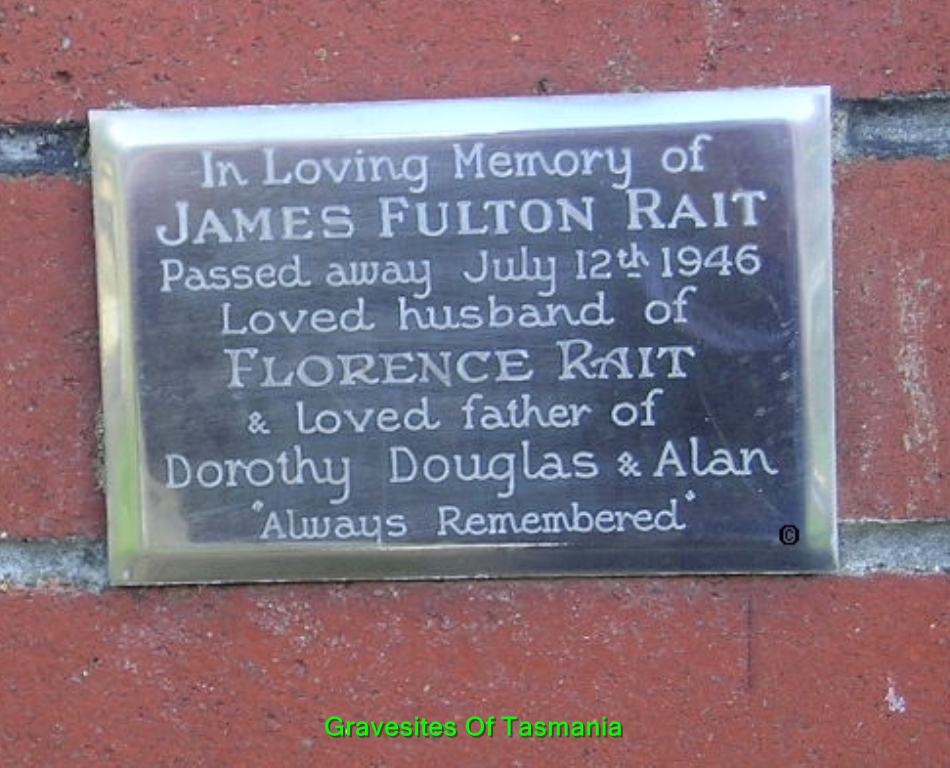 In Loving Memory of
JAMES FULTON RAIT
Passed away July 12th 1946
Loved husband of
FLORENCE RAIT
& loved father of
Dorothy Douglas & Alan
"Always Remembered"
©
Gravesites Of Tasmania